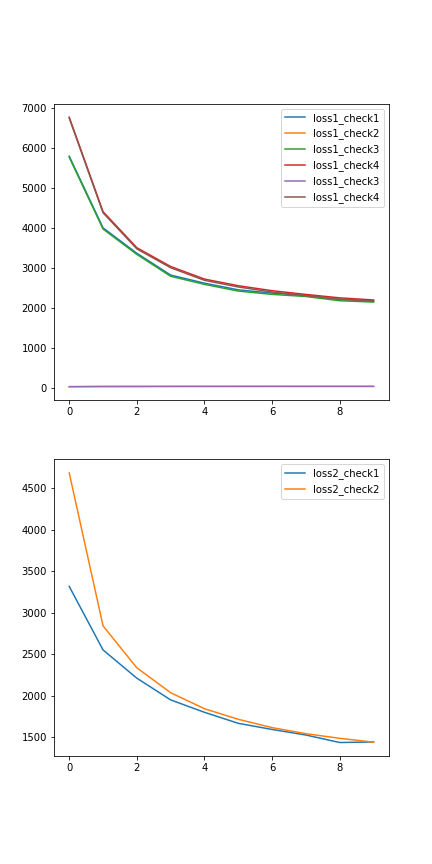 7000
6000
5000
4000
3000
2000
1000
0
loss1_check1
loss1_check2
loss1_check3
loss1_check4
loss1_check3
loss1_check4
0 2 4 6 8
4500
4000
3500
3000
2500
2000
1500
loss2_check1
loss2_check2
0 2 4 6 8